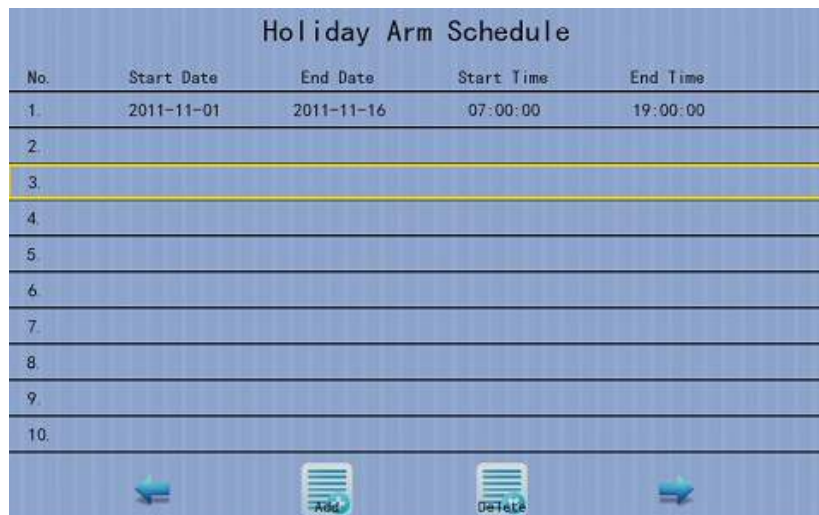 Holiday Arm Schedule
No. Start Date End Date Start Time End Time
1. 2011-11-01 2011-11-16 07:00:00 19:00:00
2.
3.
4.
5.
6.
7.
8.
9.
10.
Add Delete